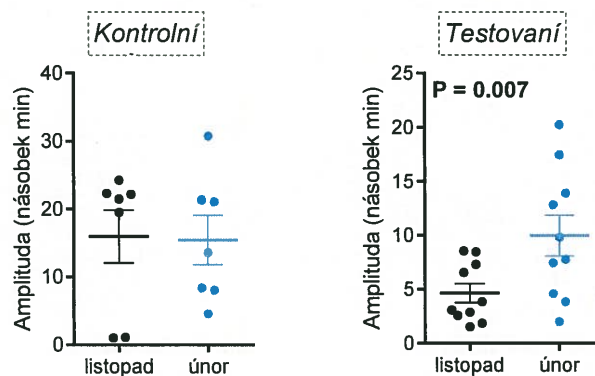 Kontrolní
Amplituda (násobek min)
40
30
20
10
0
listopad únor
Testovaní
P = 0.007
Amplituda (násobek min)
25
20
15
10
5
0
listopad únor